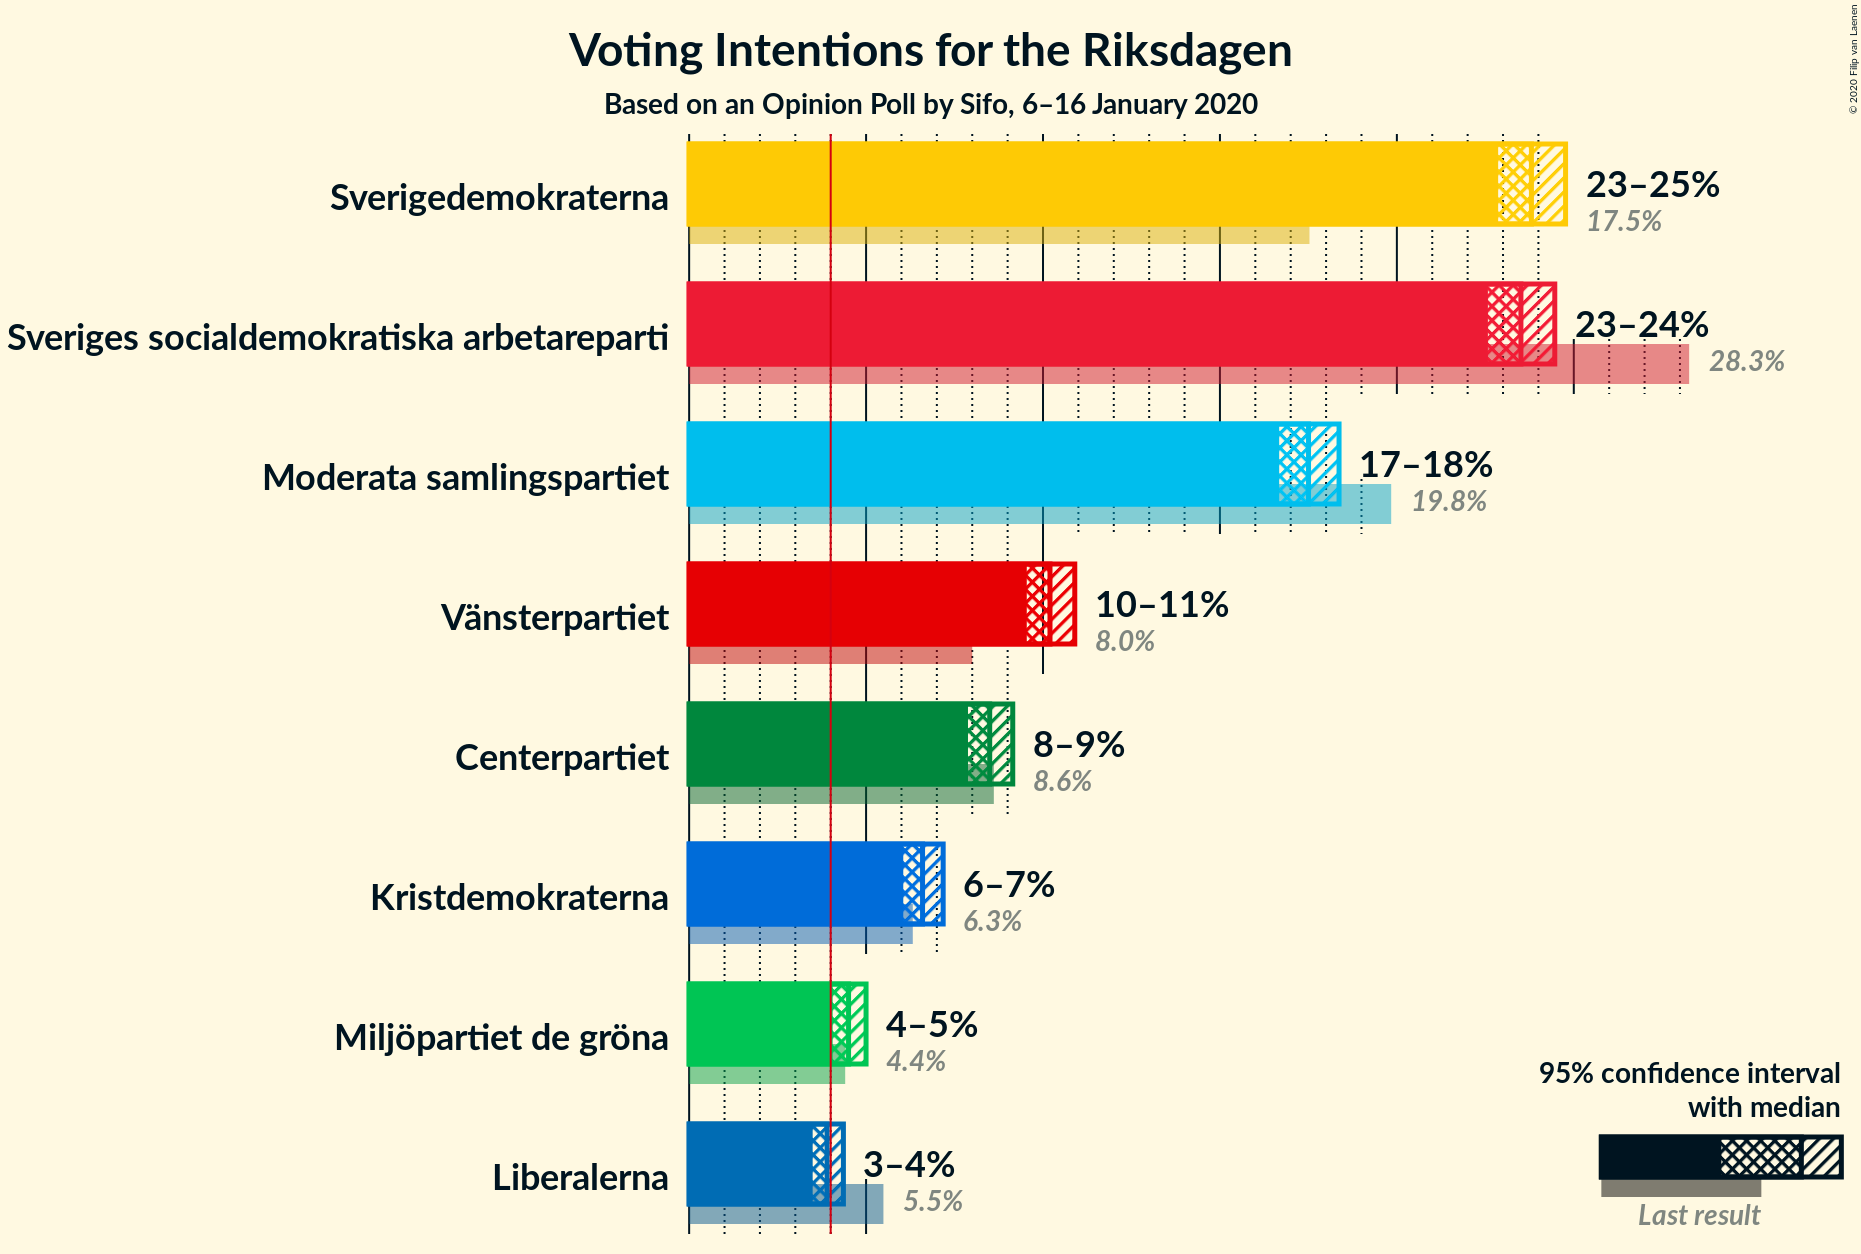 Voting Intentions for the Riksdagen
Based on an Opinion Poll by Sifo, 6–16 January 2020
© 2020 Filip van Laenen
Sverigedemokraterna
23–25%
17.5%
Sveriges socialdemokratiska arbetareparti
23–24%
28.3%
Moderata samlingspartiet
17–18%
19.8%
Vänsterpartiet
10–11%
8.0%
Centerpartiet
8–9%
8.6%
Kristdemokraterna
6–7%
6.3%
Miljöpartiet de gröna
4–5%
4.4%
Liberalerna
3–4%
5.5%
95% confidence interval
with median
Last result